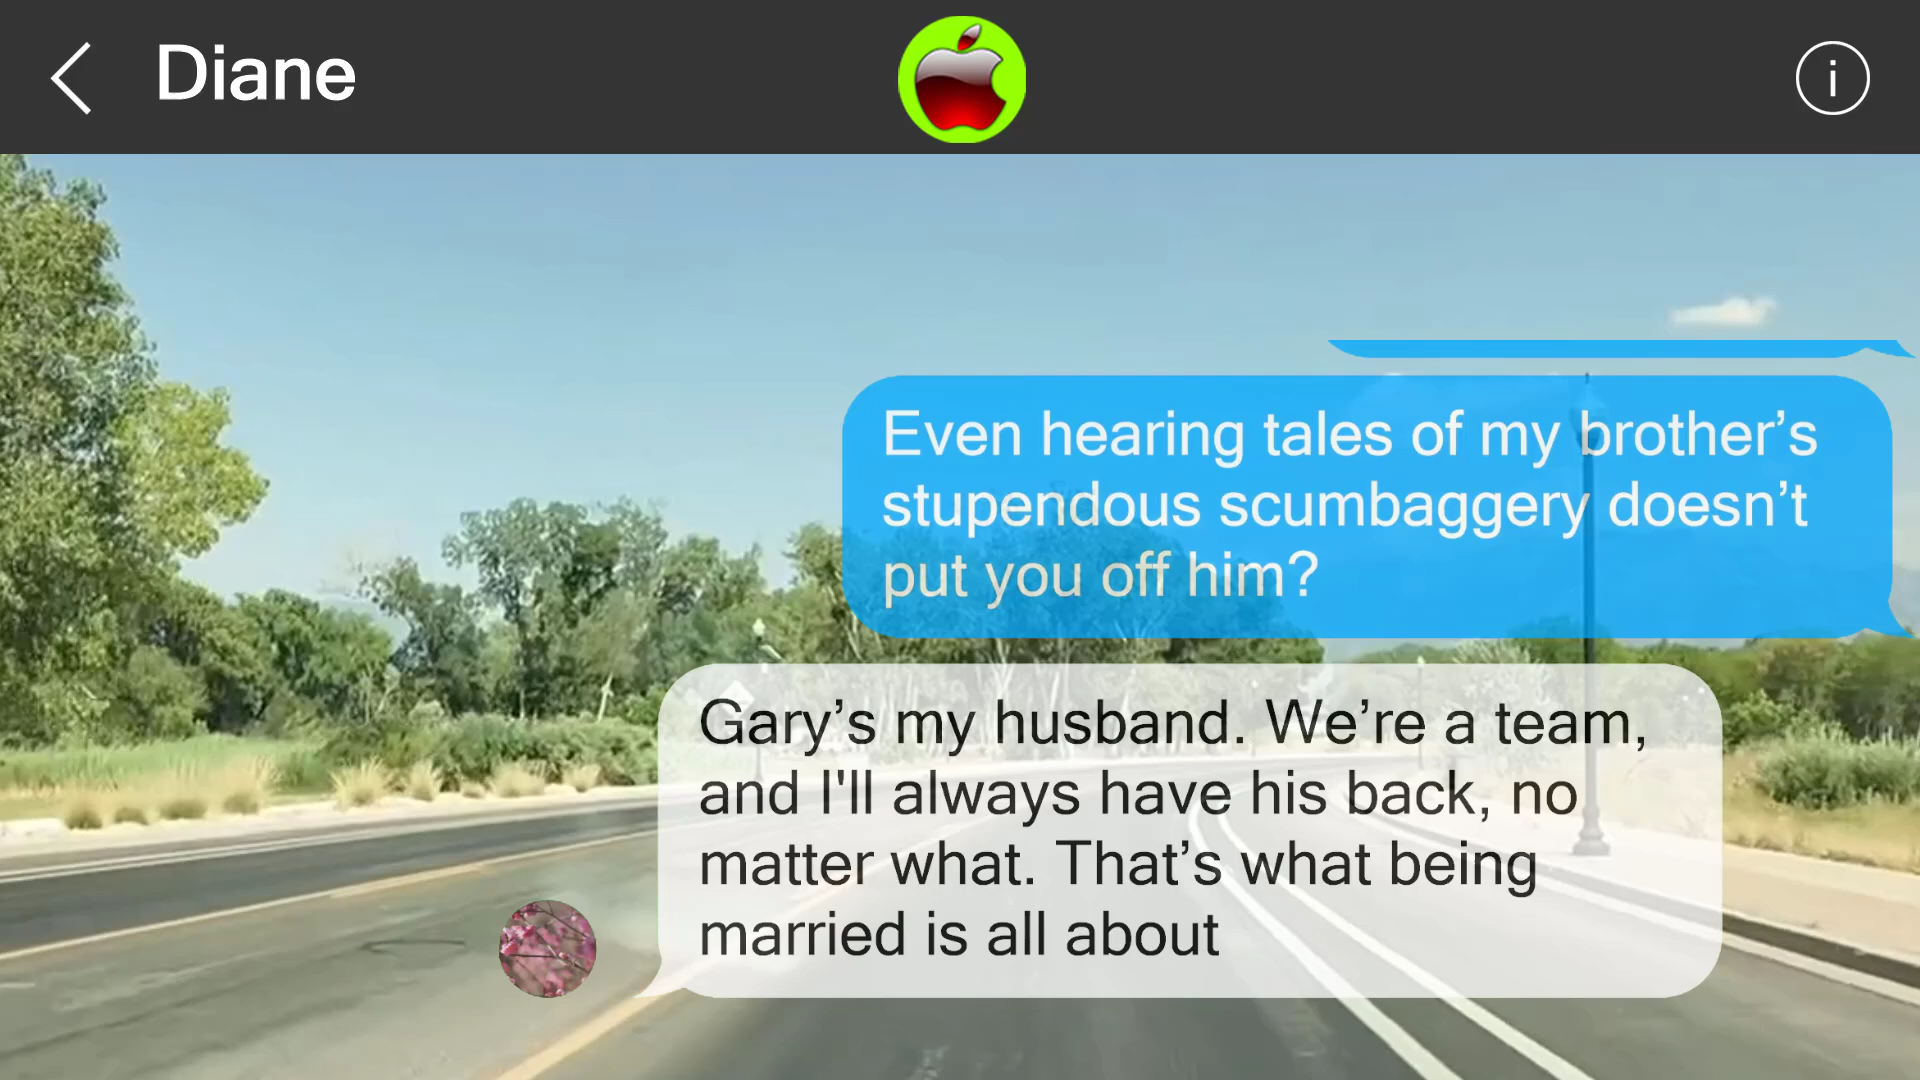 Diane
i
Even hearing tales of my brother’s
stupendous scumbaggery doesn’t
put you off him?
Gary’s my husband. We’re a team,
and I'll always have his back, no
matter what. That’s what being
married is all about